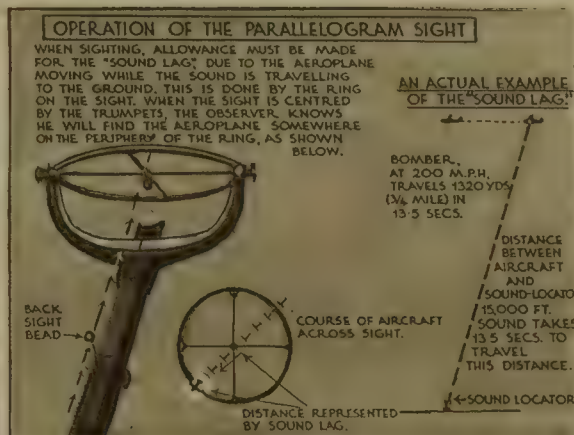 OPERATION OF THE PARALLELOGRAM SIGHT
WHEN SIGHTING, ALLOWANCE MUST BE MADE
FOR THE "SOUND LAG," DUE TO THE AEROPLANE
MOVING WHILE THE SOUND IS TRAVELLING
TO THE GROUND. THIS IS DONE BY THE RING
ON THE SIGHT. WHEN THE SIGHT IS CENTRED
BY THE TRUMPETS, THE OBSERVER KNOWS
HE WILL FIND THE AEROPLANE SOMEWHERE
ON THE PERIPHERY OF THE RING, AS SHOWN
BELOW.
AN ACTUAL EXAMPLE
OF THE "SOUND LAG."
BOMBER,
AT 200 M.P.H.
TRAVELS 1320 YDS
(3/4 MILE) IN
13·5 SECS.
DISTANCE
BETWEEN
AIRCRAFT
AND
SOUND-LOCATO
15,000 FT.
SOUND TAKES
13·5 SECS. TO
TRAVEL
THIS DISTANCE.
SOUND LOCATOR
BACK
SIGHT
BEAD
COURSE OF AIRCRAFT
ACROSS SIGHT.
DISTANCE REPRESENTED
BY SOUND LAG.